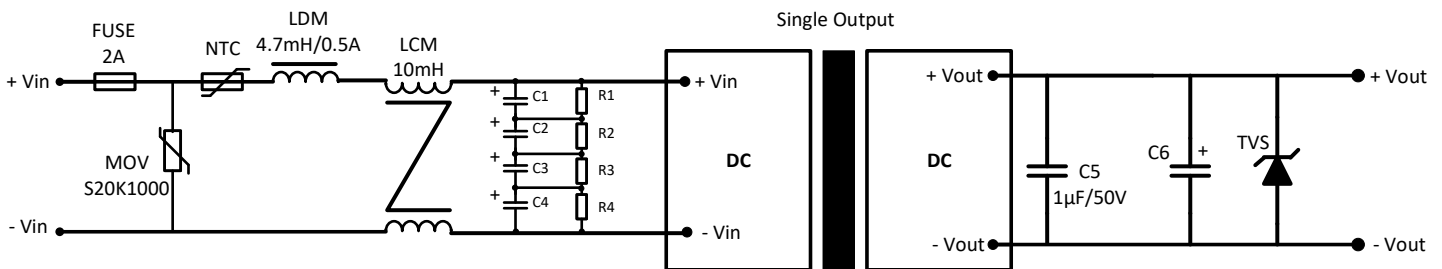 Single Output
FUSE
2A
NTC
LDM
4.7mH/0.5A
LCM
10mH
+ Vin
MOV
S20K1000
- Vin
+ C1
+ C2
+ C3
+ C4
R1
R2
R3
R4
+ Vin
DC
- Vin
+ Vout
DC
- Vout
C5
1µF/50V
C6 +
TVS
+ Vout
- Vout